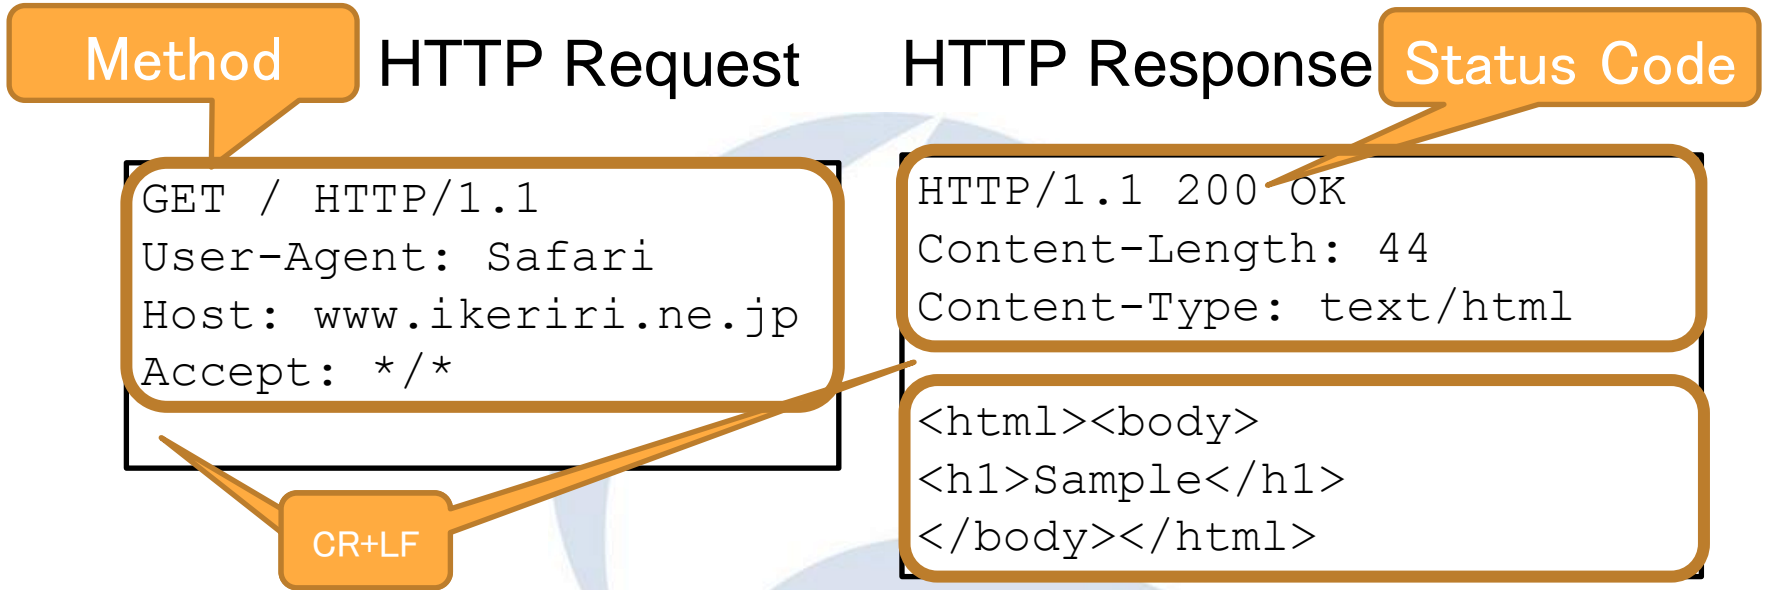 Method
HTTP Request
GET / HTTP/1.1
User-Agent: Safari
Host: www.ikeriri.ne.jp
Accept: */*
CR+LF
HTTP Response
Status Code
HTTP/1.1 200 OK
Content-Length: 44
Content-Type: text/html
<html><body>
<h1>Sample</h1>
</body></html>